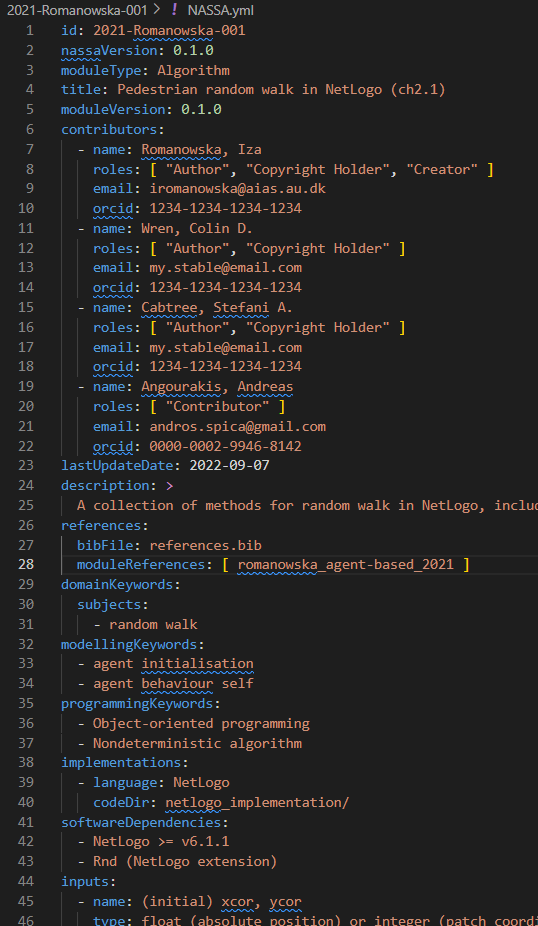 2021-Romanowska-001 > ! NASSA.yml
1 id: 2021-Romanowska-001
2 nassaVersion: 0.1.0
3 moduleType: Algorithm
4 title: Pedestrian random walk in NetLogo (ch2.1)
5 moduleVersion: 0.1.0
6 contributors:
7 - name: Romanowska, Iza
8 roles: [ "Author", "Copyright Holder", "Creator" ]
9 email: iromanowska@aias.au.dk
10 orcid: 1234-1234-1234-1234
11 - name: Wren, Colin D.
12 roles: [ "Author", "Copyright Holder" ]
13 email: my.stable@email.com
14 orcid: 1234-1234-1234-1234
15 - name: Cabtree, Stefani A.
16 roles: [ "Author", "Copyright Holder" ]
17 email: my.stable@email.com
18 orcid: 1234-1234-1234-1234
19 - name: Angourakis, Andreas
20 roles: [ "Contributor" ]
21 email: andros.spica@gmail.com
22 orcid: 0000-0002-9946-8142
23 lastUpdateDate: 2022-09-07
24 description: >
25 A collection of methods for random walk in NetLogo, inclu
26 references:
27 bibFile: references.bib
28 moduleReferences: [ romanowska_agent-based_2021 ]
29 domainKeywords:
30 subjects:
31 - random walk
32 modellingKeywords:
33 - agent initialisation
34 - agent behaviour self
35 programmingKeywords:
36 - Object-oriented programming
37 - Nondeterministic algorithm
38 implementations:
39 - language: NetLogo
40 codeDir: netlogo_implementation/
41 softwareDependencies:
42 - NetLogo >= v6.1.1
43 - Rnd (NetLogo extension)
44 inputs:
45 - name: (initial) xcor, ycor
46 type: float (absolute position) or integer (patch coordi